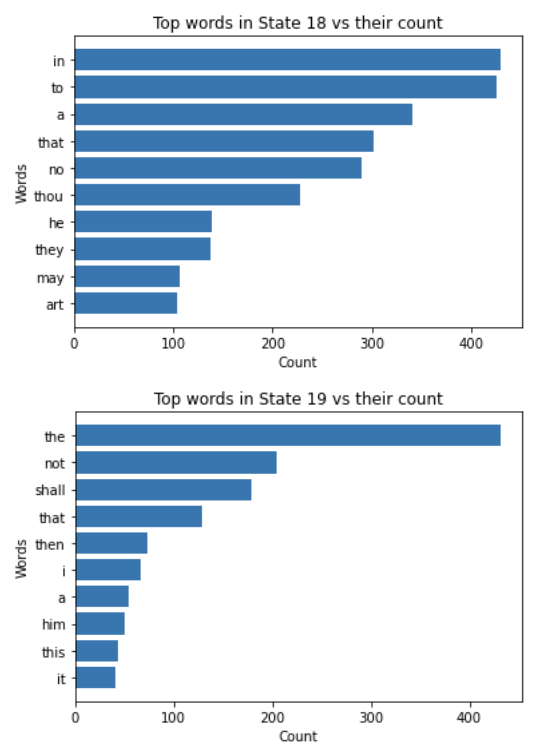 Top words in State 18 vs their count
in
to
a
that
no
thou
he
they
may
art
Words
0 100 200 300 400
Count
Top words in State 19 vs their count
the
not
shall
that
then
i
a
him
this
it
Words
0 100 200 300 400
Count